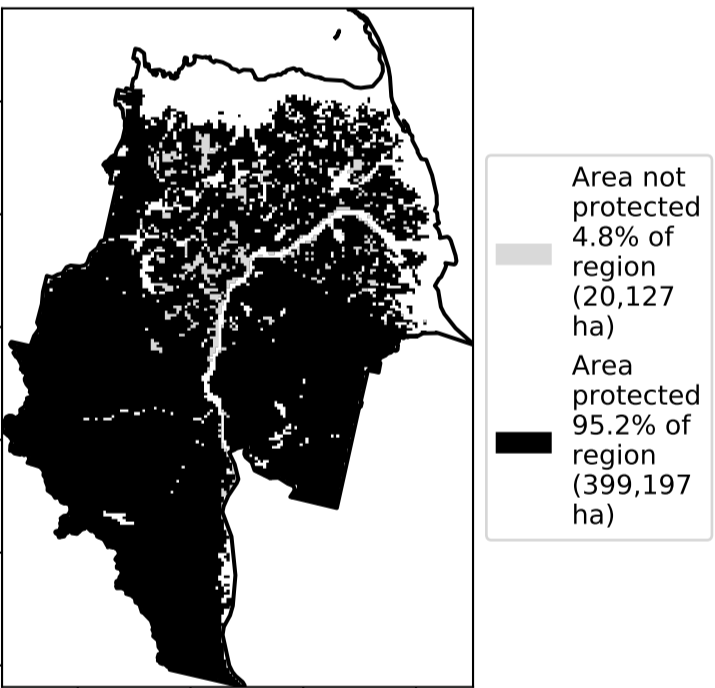 Area not
protected
4.8% of
region
(20,127
ha)
Area
protected
95.2% of
region
(399,197
ha)